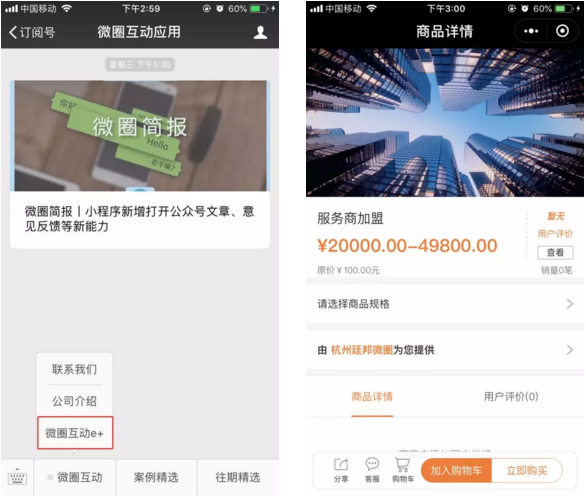 中国移动
下午2:59
60%
订阅号
微圈互动应用
星期三 下午5:30
你好
微圈简报
Hello
在干嘛?
微圈简报丨小程序新增打开公众号文章、意
见反馈等新能力
联系我们
公司介绍
微圈互动e+
微圈互动
案例精选
往期精选
中国移动
下午3:00
60%
商品详情
服务商加盟
¥20000.00-49800.00
原价¥100.00元
暂无
用户评价
查看
销量0笔
请选择商品规格
由 杭州廷邦微圈为您提供
商品详情
用户评价(0)
分享
客服
购物车
加入购物车
立即购买